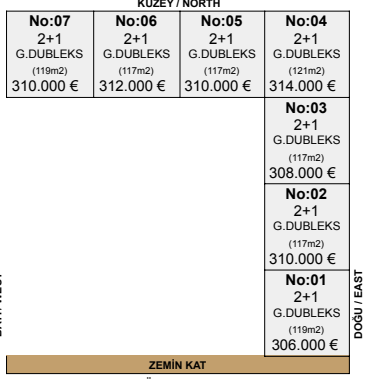 KUZEY / NORTH
No:07
2+1
G.DUBLEKS
(119m2)
310.000 €
No:06
2+1
G.DUBLEKS
(117m2)
312.000 €
No:05
2+1
G.DUBLEKS
(117m2)
310.000 €
No:04
2+1
G.DUBLEKS
(121m2)
314.000 €
No:03
2+1
G.DUBLEKS
(117m2)
308.000 €
No:02
2+1
G.DUBLEKS
(117m2)
310.000 €
No:01
2+1
G.DUBLEKS
(119m2)
306.000 €
DOĞU / EAST
ZEMİN KAT